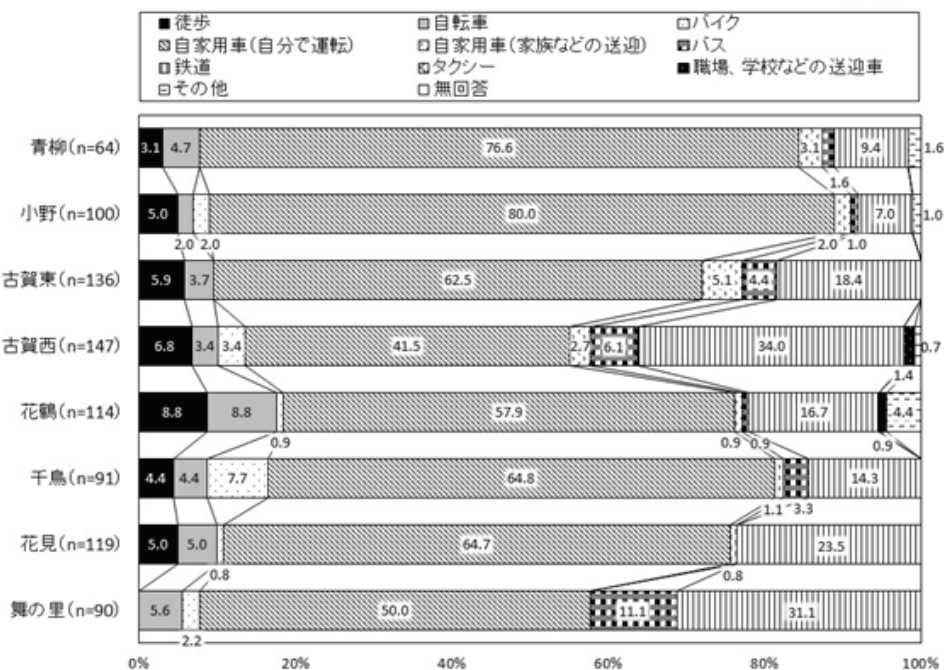 ■徒歩 □自転車 □バイク
自家用車(自分で運転) 自家用車(家族などの送迎) バス
鉄道 タクシー ■職場、学校などの送迎車
その他 □無回答
青柳(n=64) 3.1 4.7 76.6 3.1 9.4 1.6
1.6
小野(n=100) 5.0 80.0 7.0 1.0
2.0 2.0 2.0 1.0
古賀東(n=136) 5.9 3.7 62.5 5.1 4.4 18.4
古賀西(n=147) 6.8 3.4 3.4 41.5 2.7 6.1 34.0 0.7
1.4
花鶴(n=114) 8.8 8.8 57.9 16.7 4.4
0.9 0.9 0.9 0.9
千鳥(n=91) 4.4 4.4 7.7 64.8 14.3
1.1 3.3
花見(n=119) 5.0 5.0 64.7 23.5
0.8 0.8
舞の里(n=90) 5.6 50.0 11.1 31.1
2.2
0% 20% 40% 60% 80% 100%